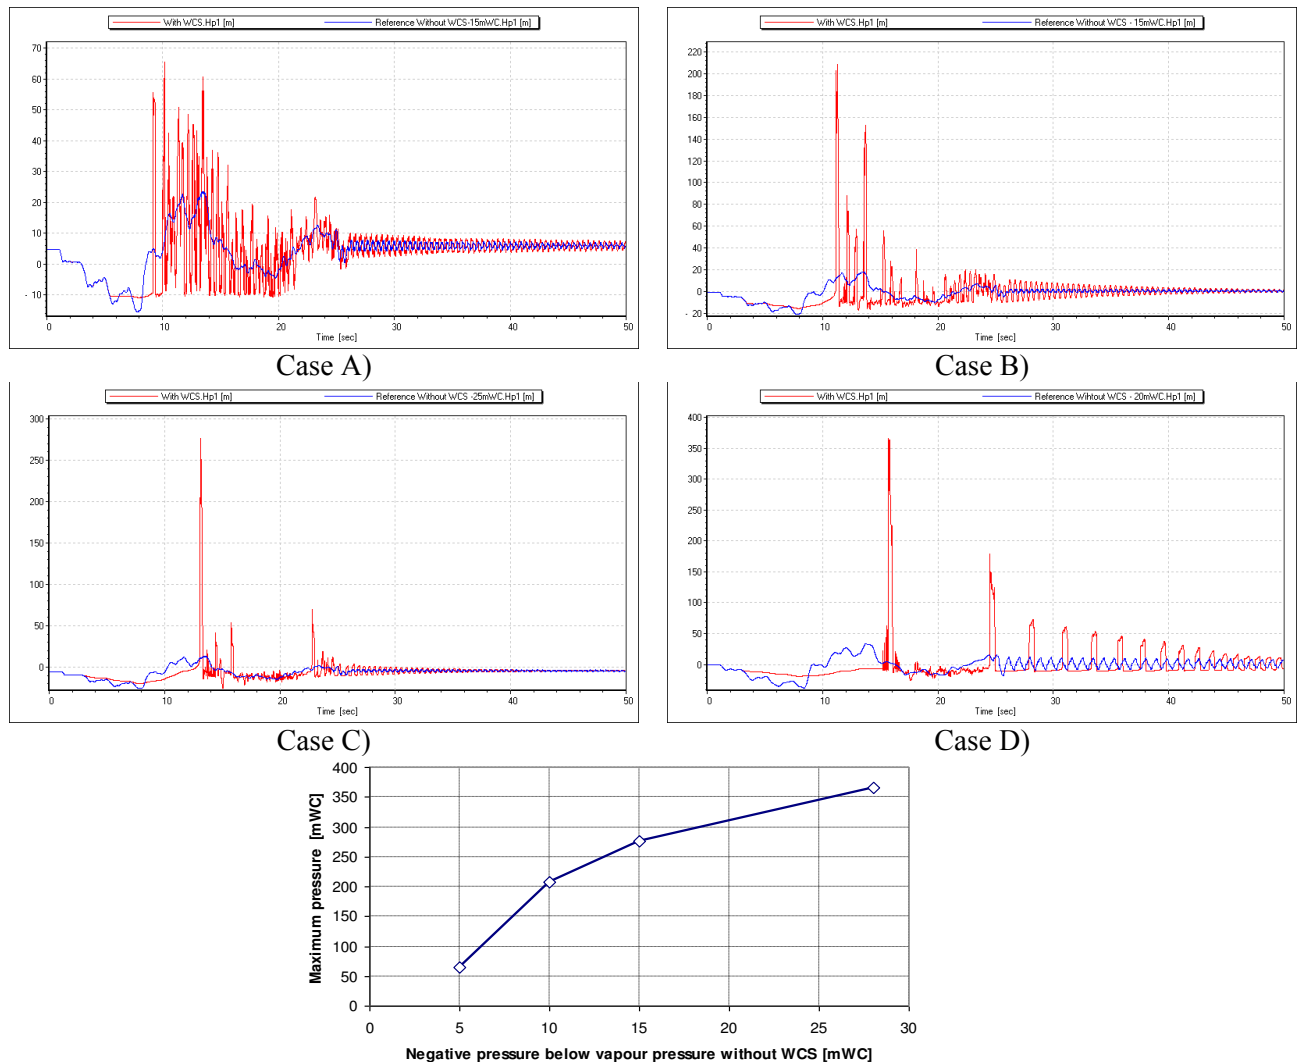 With WCS.Hp1 [m] Reference Without WCS-15mWC.Hp1 [m]
70
60
50
40
30
20
10
0
- 10
0 10 20 30 40 50
Time [sec]
Case A)
With WCS.Hp1 [m] Reference Without WCS - 15mWC.Hp1 [m]
220
200
180
160
140
120
100
80
60
40
20
0
- 20
0 10 20 30 40 50
Time [sec]
Case B)
With WCS.Hp1 [m] Reference Without WCS -25mWC.Hp1 [m]
300
250
200
150
100
50
0
0 10 20 30 40 50
Time [sec]
Case C)
With WCS.Hp1 [m] Reference Wihtout WCS - 20mWC.Hp1 [m]
400
350
300
250
200
150
100
50
0
0 10 20 30 40 50
Time [sec]
Case D)
Maximum pressure [mWC]
400
350
300
250
200
150
100
50
0
0 5 10 15 20 25 30
Negative pressure below vapour pressure without WCS [mWC]